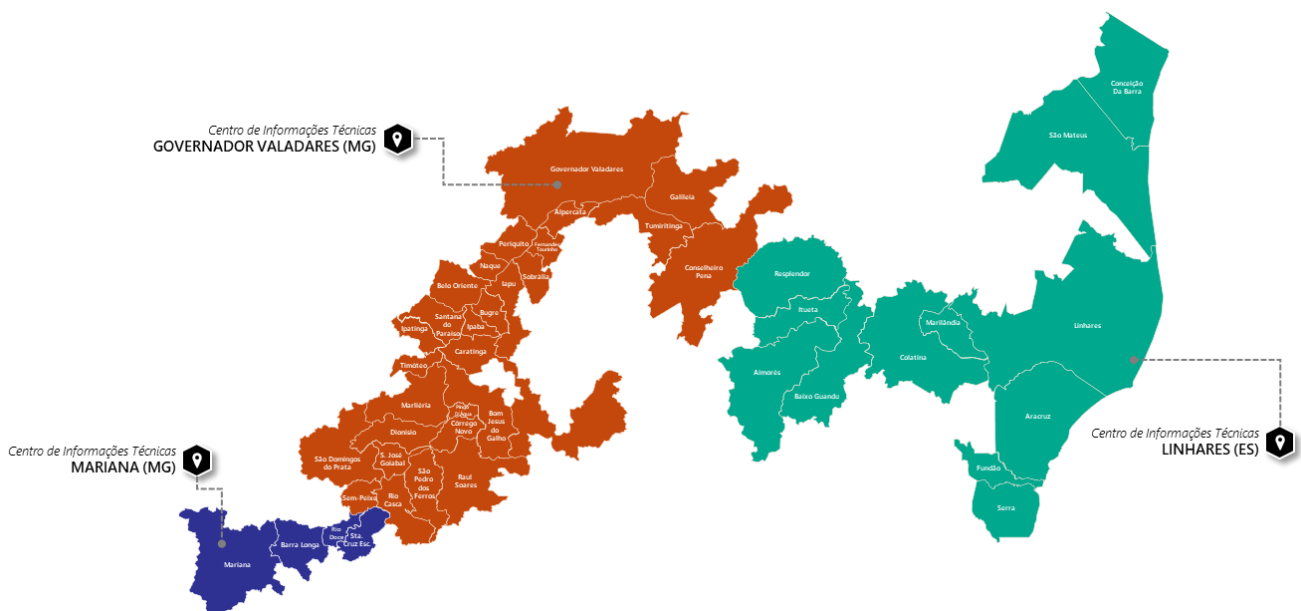 Conceição
Da Barra
São Mateus
Centro de Informações Técnicas
GOVERNADOR VALADARES (MG)
Governador Valadares
Galileia
Alpercata
Tumiritinga
Periquito
Fernandes
Tourinho
Naque
Conselheiro
Pena
Iapu
Sobrália
Resplendor
Belo Oriente
Itueta
Bugre
Santana
do
Paraíso
Ipatinga
Ipaba
Marilândia
Linhares
Caratinga
Colatina
Timóteo
Aimorés
Baixo Guandu
Marliéria
Pingo
D'Água
Córrego
Novo
Bom
Jesus
do
Galho
Aracruz
Dionísio
Centro de Informações Técnicas
LINHARES (ES)
Centro de Informações Técnicas
MARIANA (MG)
São Domingos
do Prata
S. José
Goiabal
São
Pedro
dos
Ferros
Raul
Soares
Fundão
Sem-Peixe
Rio
Casca
Serra
Rio
Doce
Sta.
Cruz Esc.
Barra Longa
Mariana